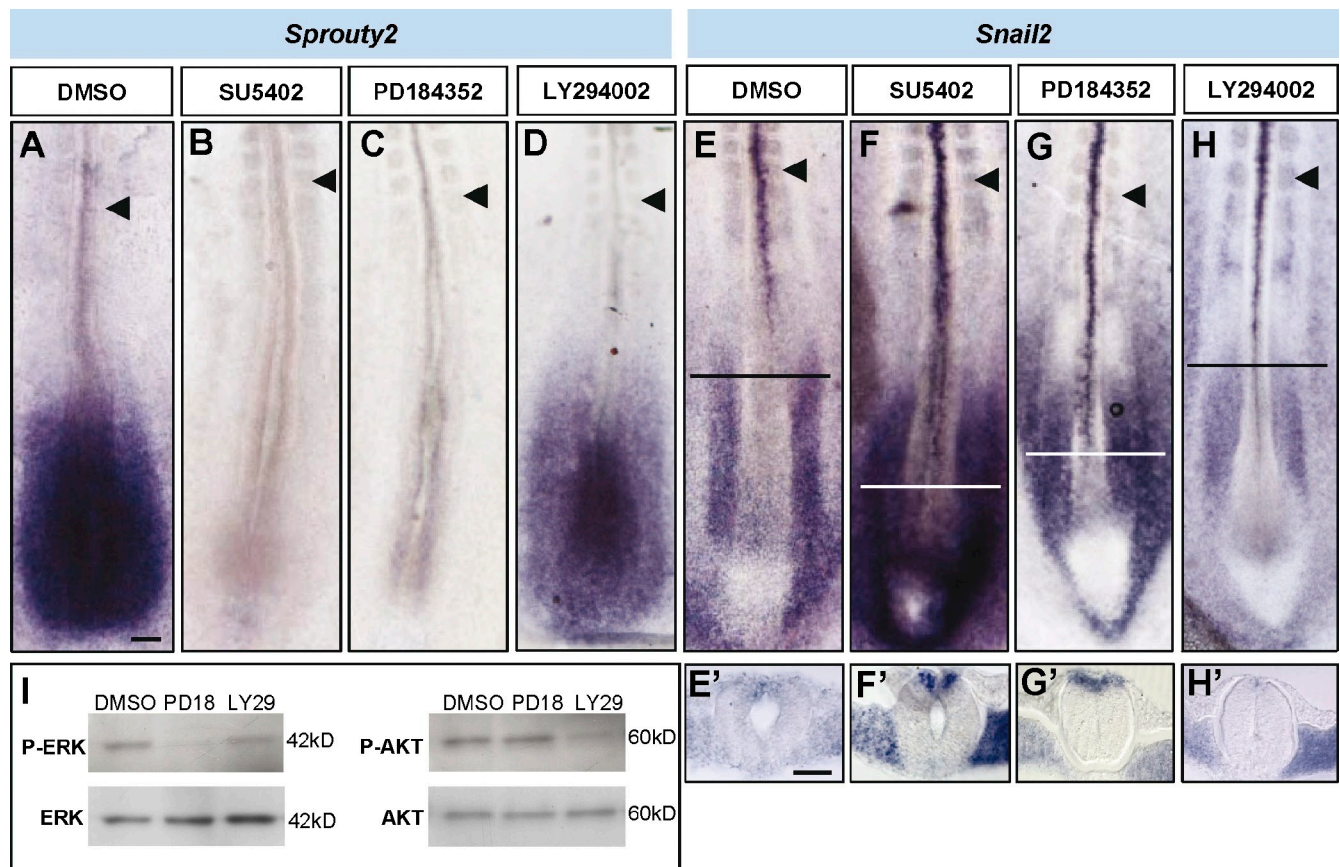 Sprouty2 Snail2
DMSO SU5402 PD184352 LY294002 DMSO SU5402 PD184352 LY294002
A B C D E F G H
E' F' G' H'
I
DMSO PD18 LY29
P-ERK 42kD
ERK 42kD
DMSO PD18 LY29
P-AKT 60kD
AKT 60kD